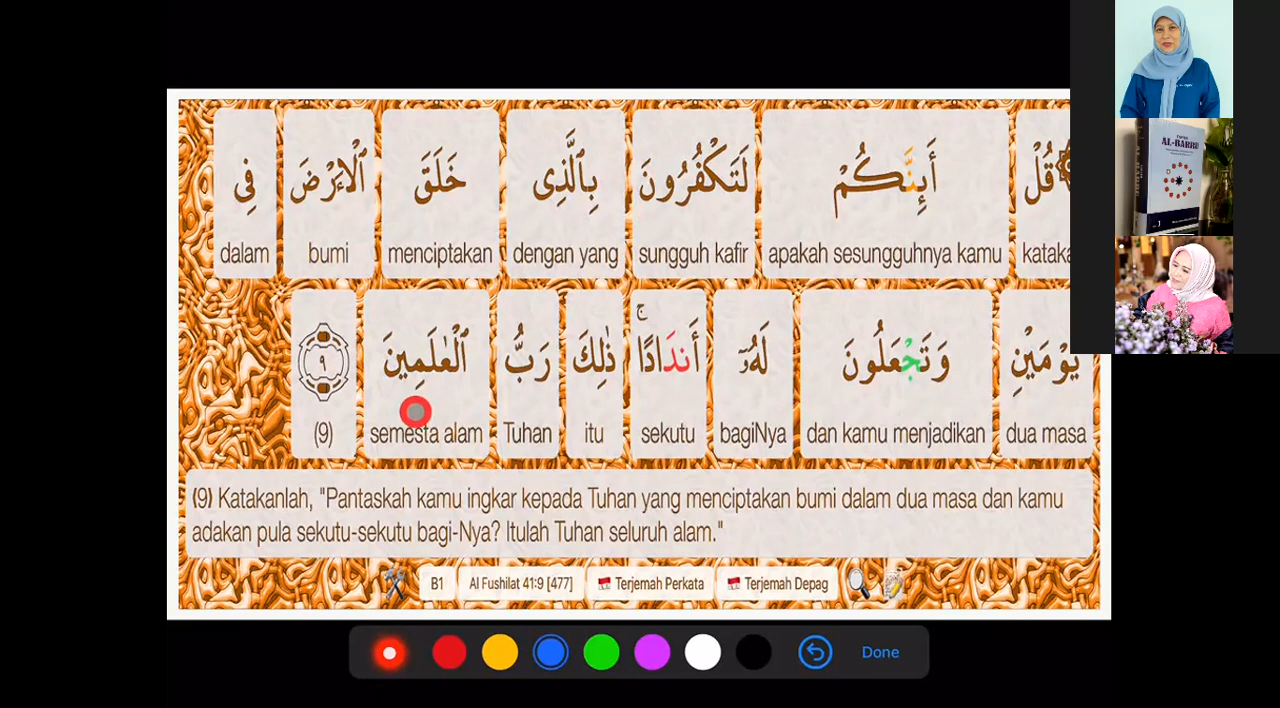 قُلْ أَئِنَّكُمْ لَتَكْفُرُونَ بِٱلَّذِى خَلَقَ ٱلْأَرْضَ فِى
apakah sesungguhnya kamu sungguh kafir dengan yang menciptakan bumi dalam
يَوْمَيْنِ وَتَجْعَلُونَ لَهُۥٓ أَندَادًا ۚ ذَٰلِكَ رَبُّ ٱلْعَٰلَمِينَ ٩
dua masa dan kamu menjadikan bagiNya sekutu itu Tuhan semesta alam (9)
(9) Katakanlah, "Pantaskah kamu ingkar kepada Tuhan yang menciptakan bumi dalam dua masa dan kamu
adakan pula sekutu-sekutu bagi-Nya? Itulah Tuhan seluruh alam."
B1 Al Fushilat 41:9 [477] Terjemah Perkata Terjemah Depag
Done
AL-BARRU